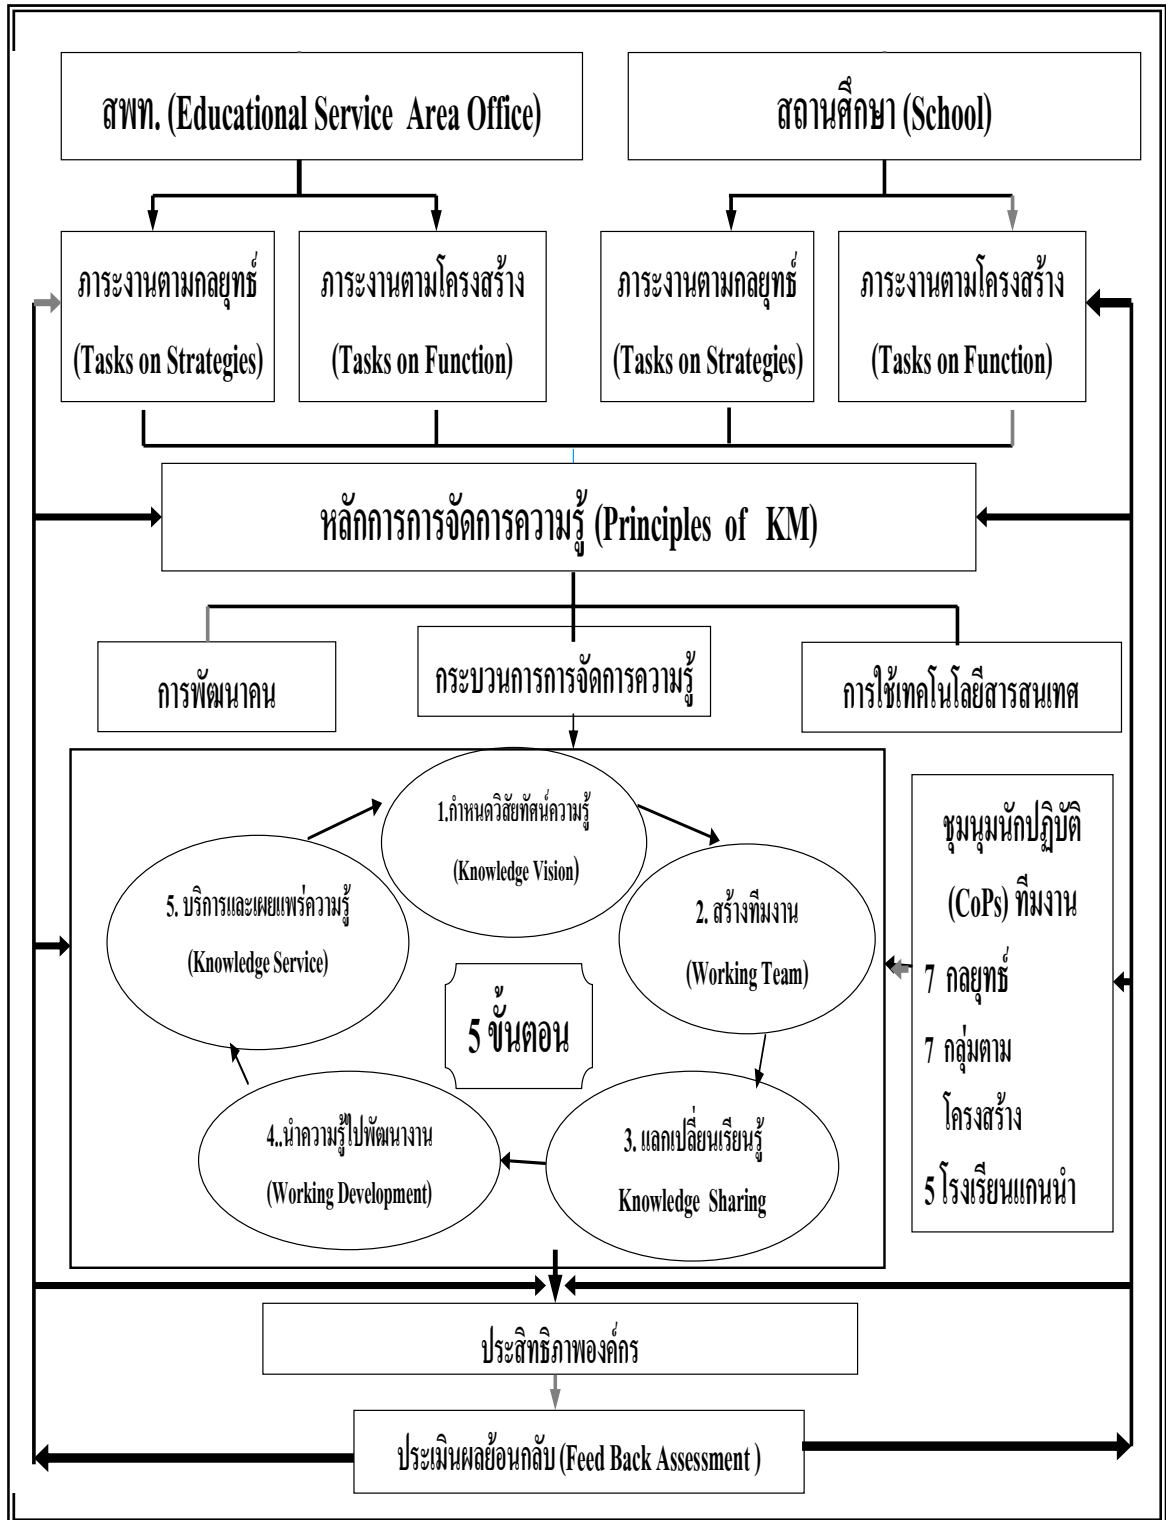 สพท. (Educational Service Area Office)
สถานศึกษา (School)
ภาระงานตามกลยุทธ์
(Tasks on Strategies)
ภาระงานตามโครงสร้าง
(Tasks on Function)
ภาระงานตามกลยุทธ์
(Tasks on Strategies)
ภาระงานตามโครงสร้าง
(Tasks on Function)
หลักการการจัดการความรู้ (Principles of KM)
การพัฒนาคน
กระบวนการการจัดการความรู้
การใช้เทคโนโลยีสารสนเทศ
1.กำหนดวิสัยทัศน์ความรู้
(Knowledge Vision)
2. สร้างทีมงาน
(Working Team)
3. แลกเปลี่ยนเรียนรู้
Knowledge Sharing
4..นำความรู้ไปพัฒนางาน
(Working Development)
5. บริการและเผยแพร่ความรู้
(Knowledge Service)
5 ขั้นตอน
ชุมนุมนักปฏิบัติ
(CoPs) ทีมงาน
7 กลยุทธ์
7 กลุ่มตาม
โครงสร้าง
5 โรงเรียนแกนนำ
ประสิทธิภาพองค์กร
ประเมินผลย้อนกลับ (Feed Back Assessment )